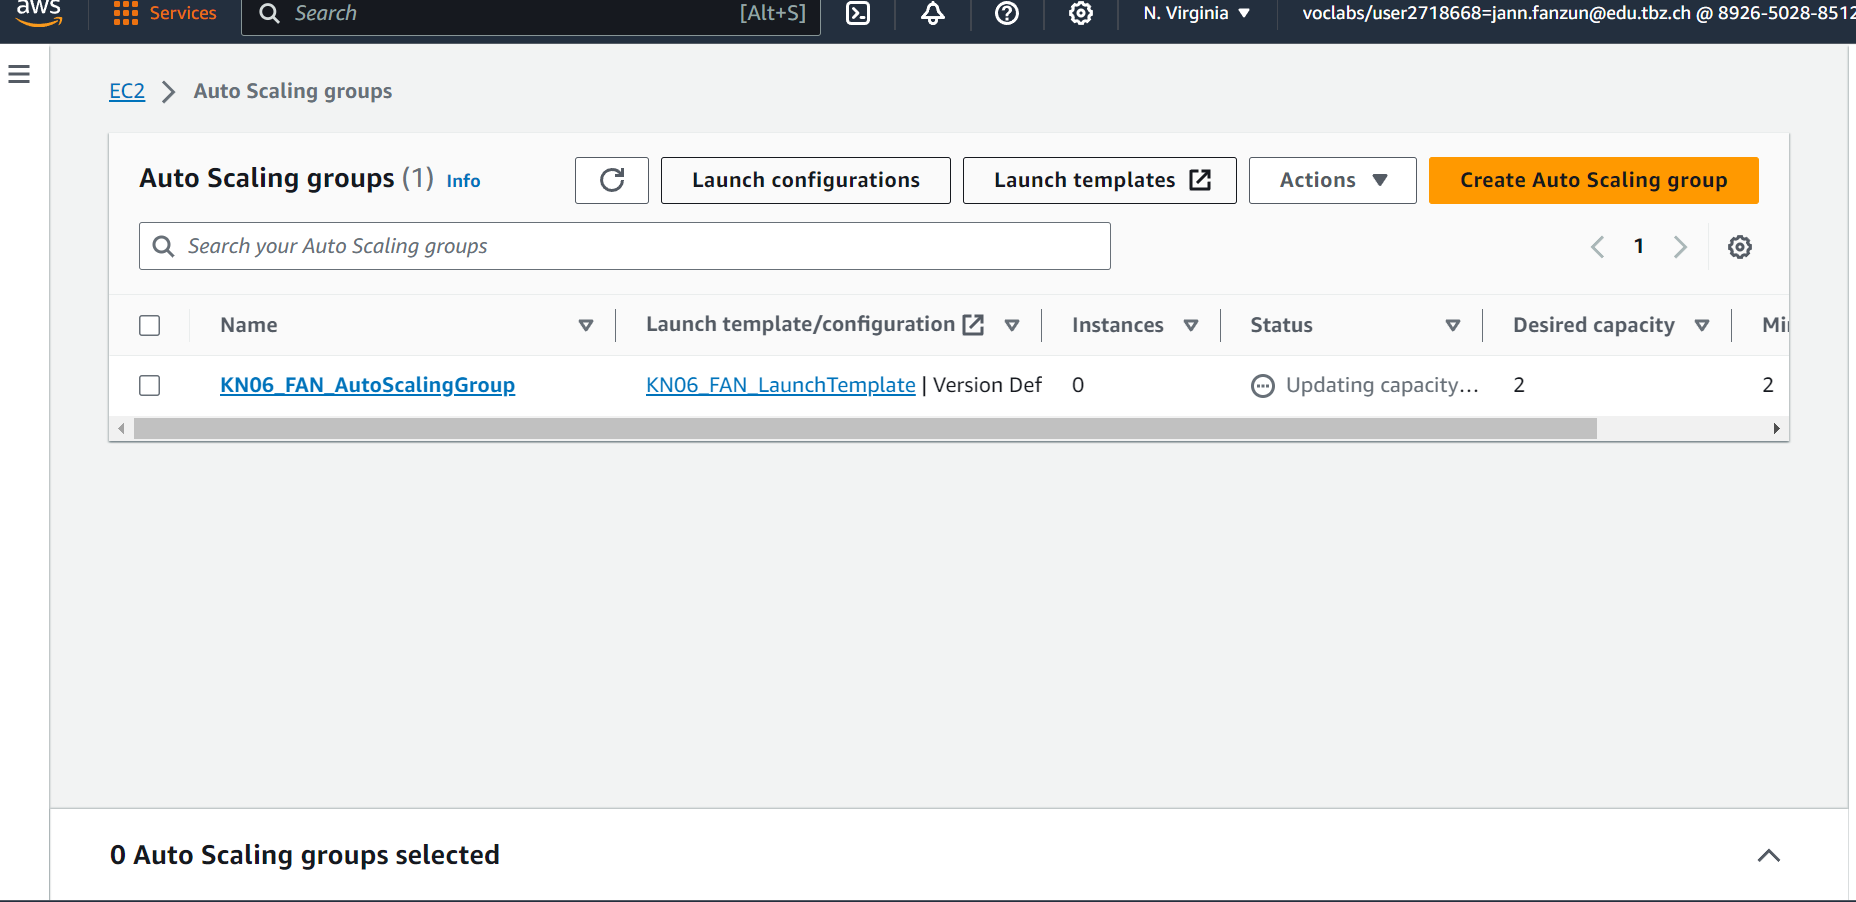 aws Services Search [Alt+S] N. Virginia voclabs/user2718668=jann.fanzun@edu.tbz.ch @ 8926-5028-8512
EC2 Auto Scaling groups
Auto Scaling groups (1) Info Launch configurations Launch templates Actions Create Auto Scaling group
Search your Auto Scaling groups 1
Name Launch template/configuration Instances Status Desired capacity Mi
KN06_FAN_AutoScalingGroup KN06_FAN_LaunchTemplate | Version Def 0 Updating capacity... 2 2
0 Auto Scaling groups selected